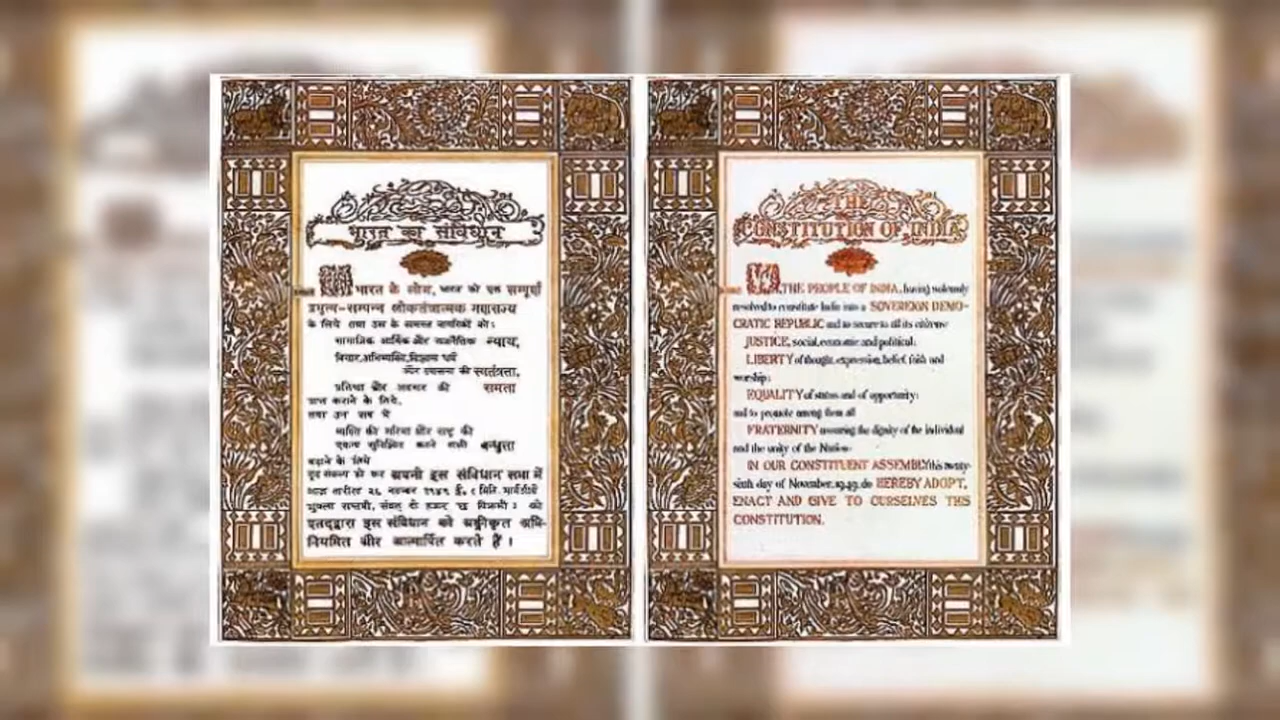 भारत का संविधान
भारत के लोग, भारत को एक सम्पूर्ण
प्रभुत्व-सम्पन्न लोकतंत्रात्मक गणराज्य
के लिये तथा उस के समस्त नागरिकों को:
सामाजिक आर्थिक और राजनैतिक न्याय,
विचार, अभिव्यक्ति, विश्वास, धर्म
और उपासना की स्वतंत्रता,
प्रतिष्ठा और अवसर की समता
प्राप्त कराने के लिये,
तथा उन सब में
व्यक्ति की गरिमा और राष्ट्र की
एकता सुनिश्चित करने वाली बन्धुता
बढ़ाने के लिये
दृढ़ संकल्प हो कर अपनी इस संविधान सभा में
आज तारीख २६ नवम्बर १९४९ ई.
को
एतद्द्वारा इस संविधान को अंगीकृत, अधि-
नियमित और आत्मार्पित करते हैं।
THE
CONSTITUTION OF INDIA
WE, THE PEOPLE OF INDIA, having solemnly
resolved to constitute India into a SOVEREIGN DEMO-
CRATIC REPUBLIC and to secure to all its citizens:
JUSTICE, social, economic and political;
LIBERTY of thought, expression, belief, faith and
worship;
EQUALITY of status and of opportunity;
and to promote among them all
FRATERNITY assuring the dignity of the individual
and the unity of the Nation;
IN OUR CONSTITUENT ASSEMBLY this twenty-
sixth day of November, 1949, do HEREBY ADOPT,
ENACT AND GIVE TO OURSELVES THIS
CONSTITUTION.